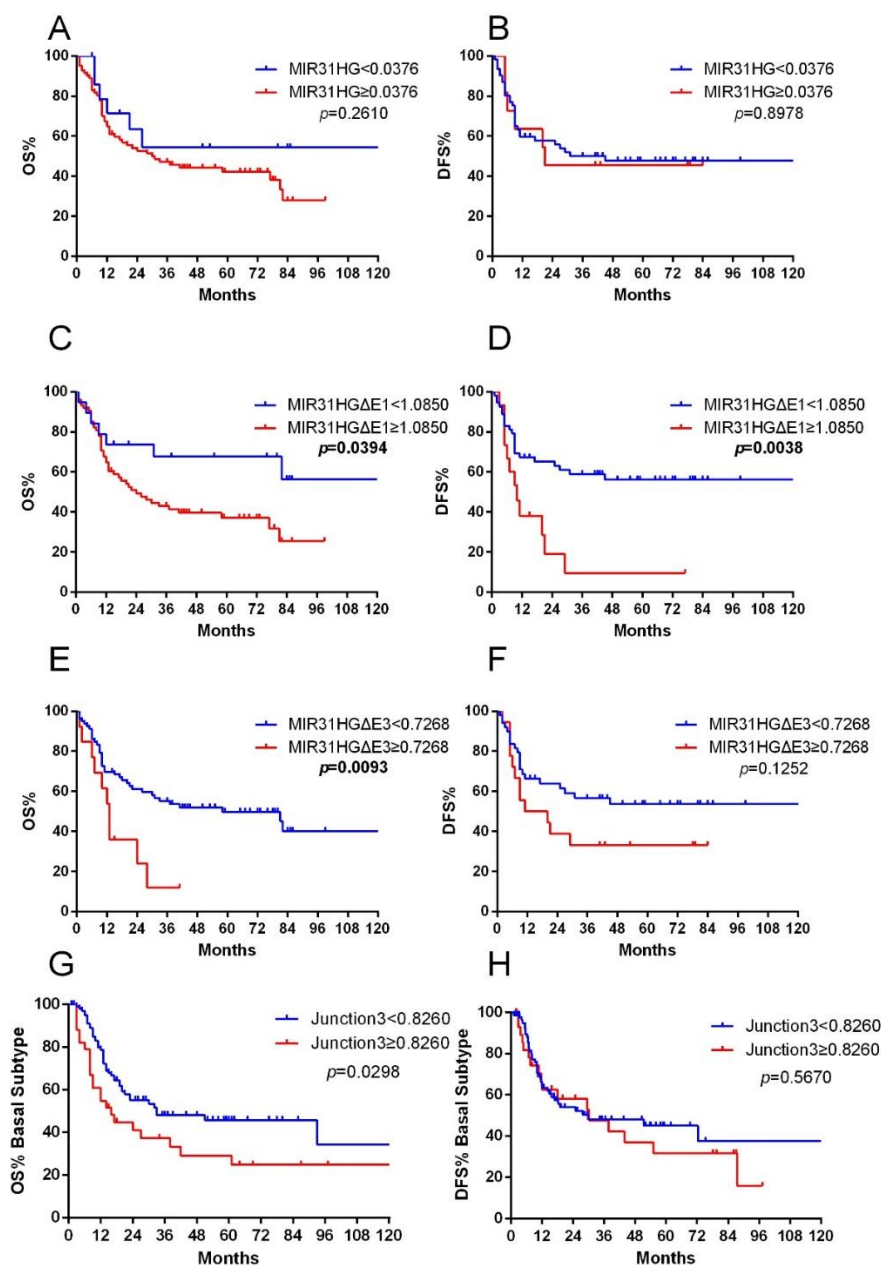 A
OS%
100
80
60
40
20
0
MIR31HG<0.0376
MIR31HG≥0.0376
p=0.2610
0 12 24 36 48 60 72 84 96 108 120
Months
B
DFS%
100
80
60
40
20
0
MIR31HG<0.0376
MIR31HG≥0.0376
p=0.8978
0 12 24 36 48 60 72 84 96 108 120
Months
C
OS%
100
80
60
40
20
0
MIR31HGΔE1<1.0850
MIR31HGΔE1≥1.0850
p=0.0394
0 12 24 36 48 60 72 84 96 108 120
Months
D
DFS%
100
80
60
40
20
0
MIR31HGΔE1<1.0850
MIR31HGΔE1≥1.0850
p=0.0038
0 12 24 36 48 60 72 84 96 108 120
Months
E
OS%
100
80
60
40
20
0
MIR31HGΔE3<0.7268
MIR31HGΔE3≥0.7268
p=0.0093
0 12 24 36 48 60 72 84 96 108 120
Months
F
DFS%
100
80
60
40
20
0
MIR31HGΔE3<0.7268
MIR31HGΔE3≥0.7268
p=0.1252
0 12 24 36 48 60 72 84 96 108 120
Months
G
OS% Basal Subtype
100
80
60
40
20
0
Junction3<0.8260
Junction3≥0.8260
p=0.0298
0 12 24 36 48 60 72 84 96 108 120
Months
H
DFS% Basal Subtype
100
80
60
40
20
0
Junction3<0.8260
Junction3≥0.8260
p=0.5670
0 12 24 36 48 60 72 84 96 108 120
Months